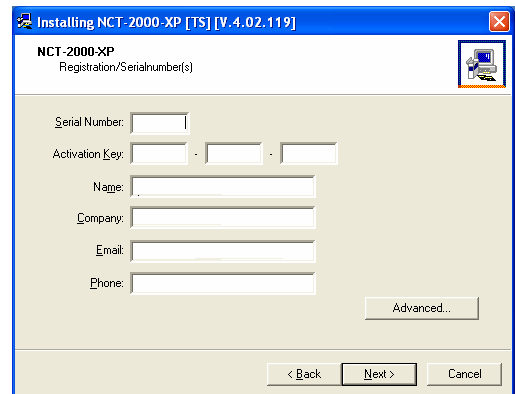 Installing NCT-2000-XP [TS] [V.4.02.119]
NCT-2000-XP
Registration/Serialnumber(s)
Serial Number:
Activation Key: - -
Name:
Company:
Email:
Phone:
Advanced...
< Back Next > Cancel